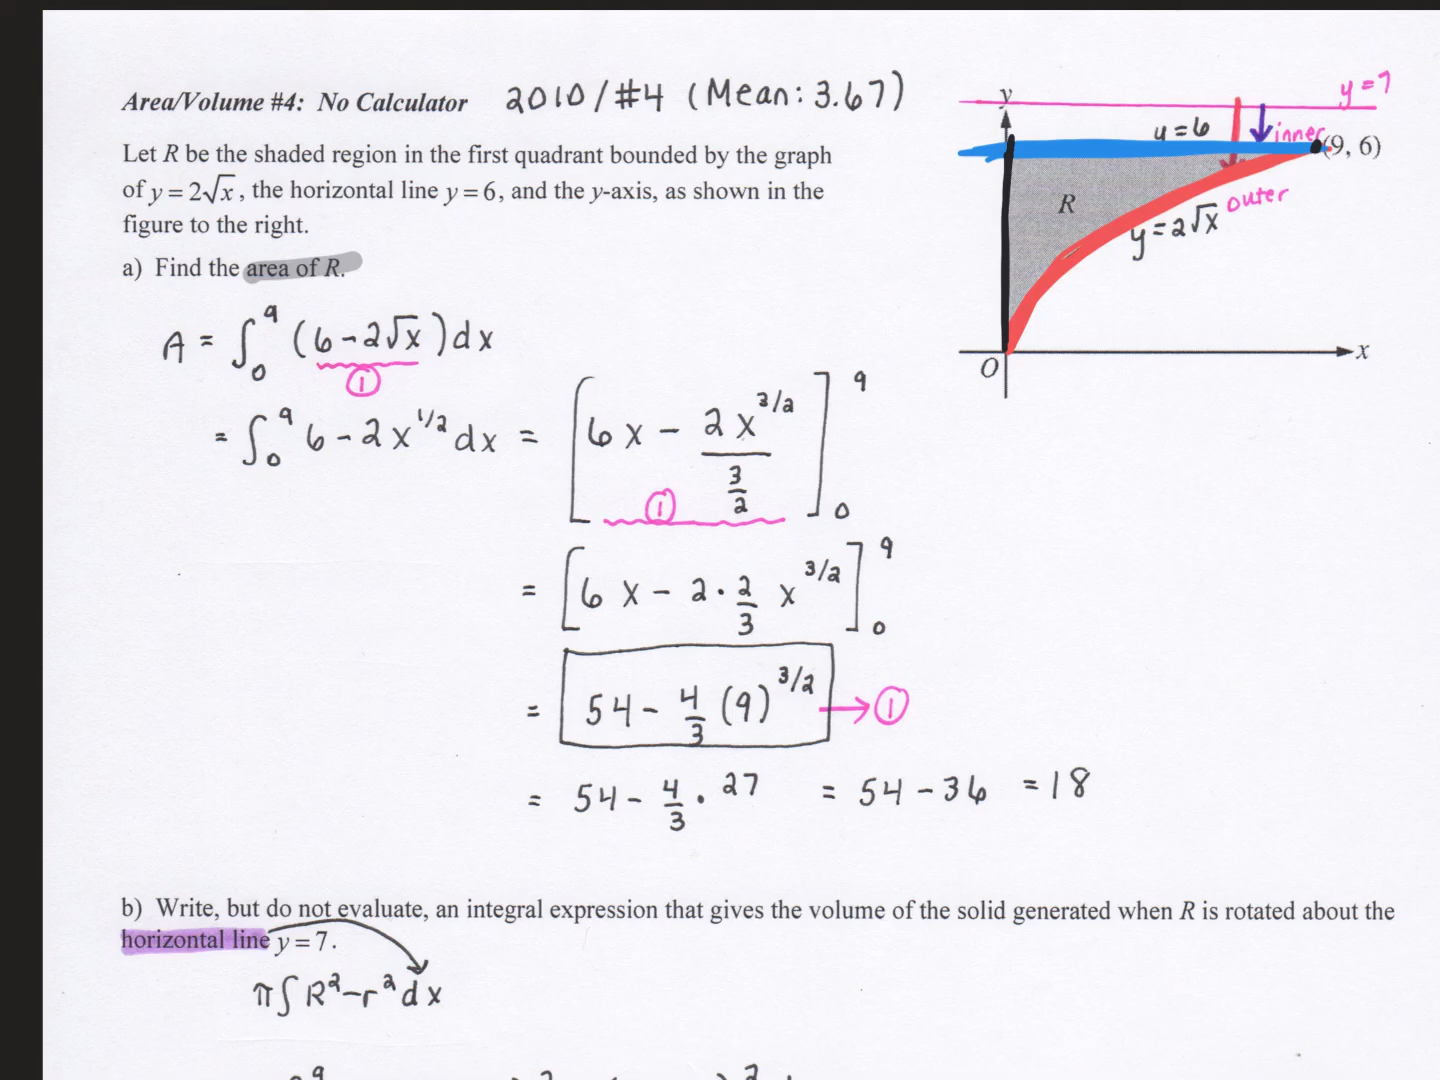 Area/Volume #4: No Calculator 2010/#4 (Mean: 3.67)
Let R be the shaded region in the first quadrant bounded by the graph
of y = 2√x, the horizontal line y = 6, and the y-axis, as shown in the
figure to the right.
a) Find the area of R.
y
y = 7
y = 6
inner
(9, 6)
R
outer
y = 2√x
O
x
A = ∫₀⁹ (6 - 2√x) dx
①
= ∫₀⁹ 6 - 2x^1/2 dx = [6x - 2x^3/2 / (3/2)]₀⁹
①
= [6x - 2 · 2/3 x^3/2]₀⁹
= 54 - 4/3 (9)^3/2 → ①
= 54 - 4/3 · 27 = 54 - 36 = 18
b) Write, but do not evaluate, an integral expression that gives the volume of the solid generated when R is rotated about the
horizontal line y = 7.
π∫R² - r² dx